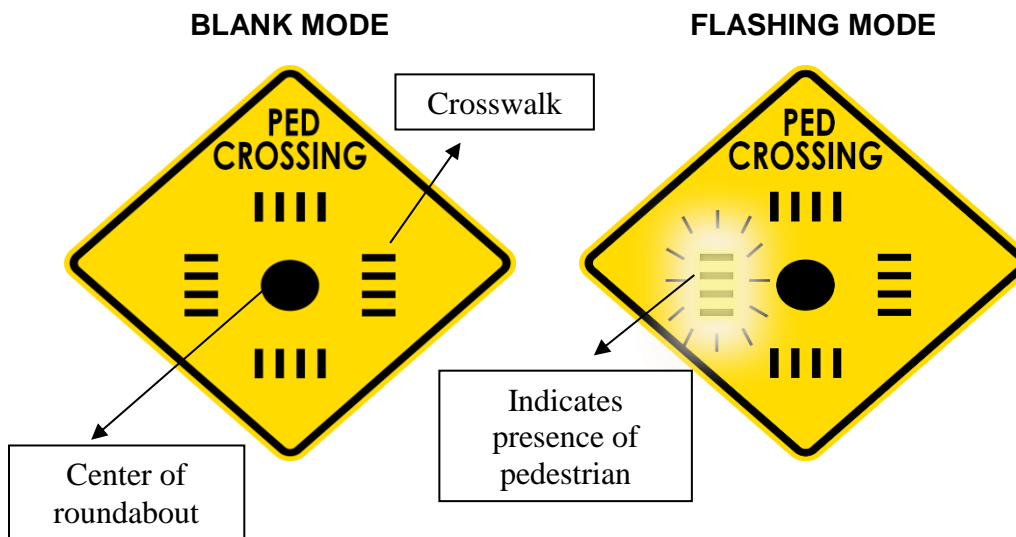 BLANK MODE
FLASHING MODE
Crosswalk
PED
CROSSING
PED
CROSSING
Center of
roundabout
Indicates
presence of
pedestrian